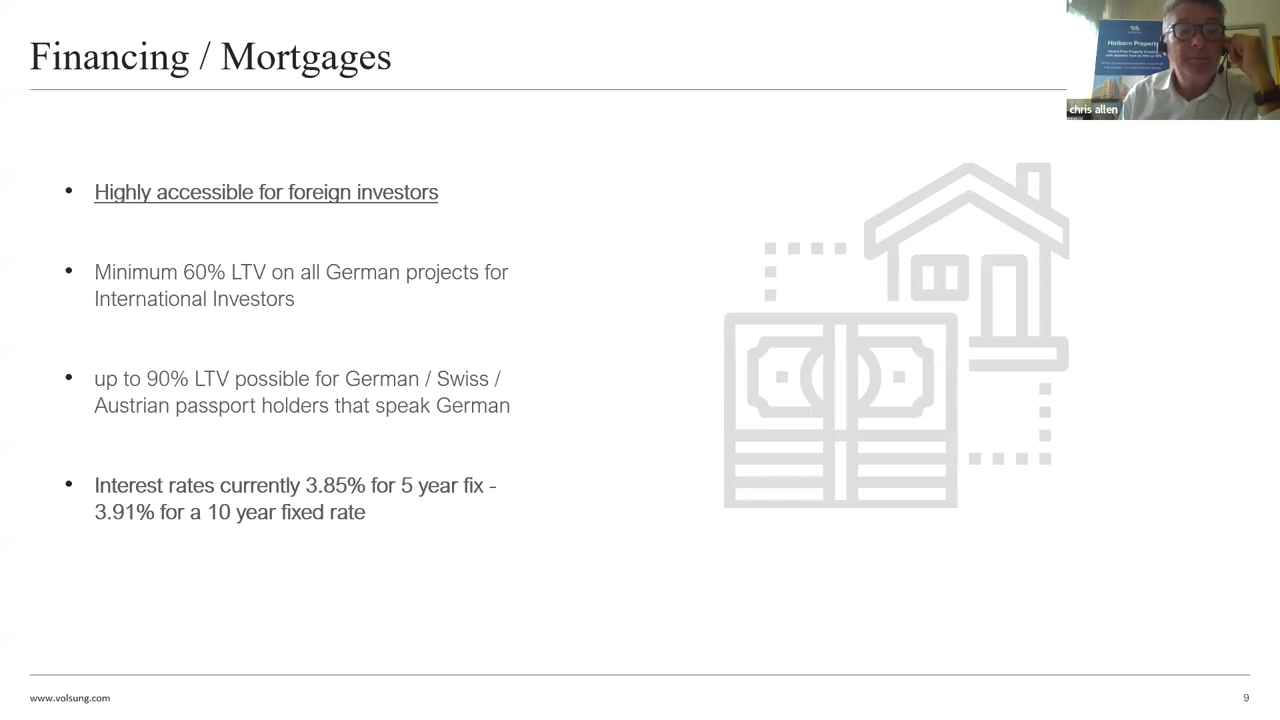 Financing / Mortgages
Holborn Property
chris allen
• Highly accessible for foreign investors
• Minimum 60% LTV on all German projects for
International Investors
• up to 90% LTV possible for German / Swiss /
Austrian passport holders that speak German
• Interest rates currently 3.85% for 5 year fix -
3.91% for a 10 year fixed rate
www.volsung.com
9